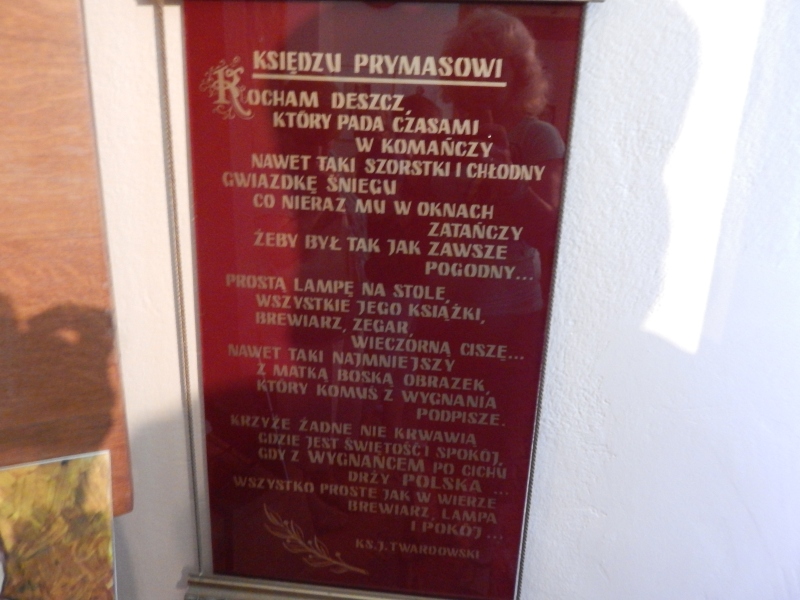 KSIĘDZU PRYMASOWI
KOCHAM DESZCZ,
KTÓRY PADA CZASAMI
W KOMAŃCZY
NAWET TAKI SZORSTKI I CHŁODNY
GWIAZDKĘ ŚNIEGU
CO NIERAZ MU W OKNACH
ZATAŃCZY
ŻEBY BYŁ TAK JAK ZAWSZE
POGODNY...
PROSTĄ LAMPĘ NA STOLE,
WSZYSTKIE JEGO KSIĄŻKI,
BREWIARZ, ZEGAR,
WIECZORNĄ CISZĘ...
NAWET TAKI NAJMNIEJSZY
Z MATKĄ BOSKĄ OBRAZEK,
KTÓRY KOMUŚ Z WYGNANIA
PODPISZE.
KRZYŻE ŻADNE NIE KRWAWIĄ
GDZIE JEST ŚWIĘTOŚĆ I SPOKÓJ,
GDY Z WYGNAŃCEM PO CICHU
DRŻY POLSKA ...
WSZYSTKO PROSTE JAK W WIERZE
BREWIARZ, LAMPA
I POKÓJ ...
KS. J. TWARDOWSKI